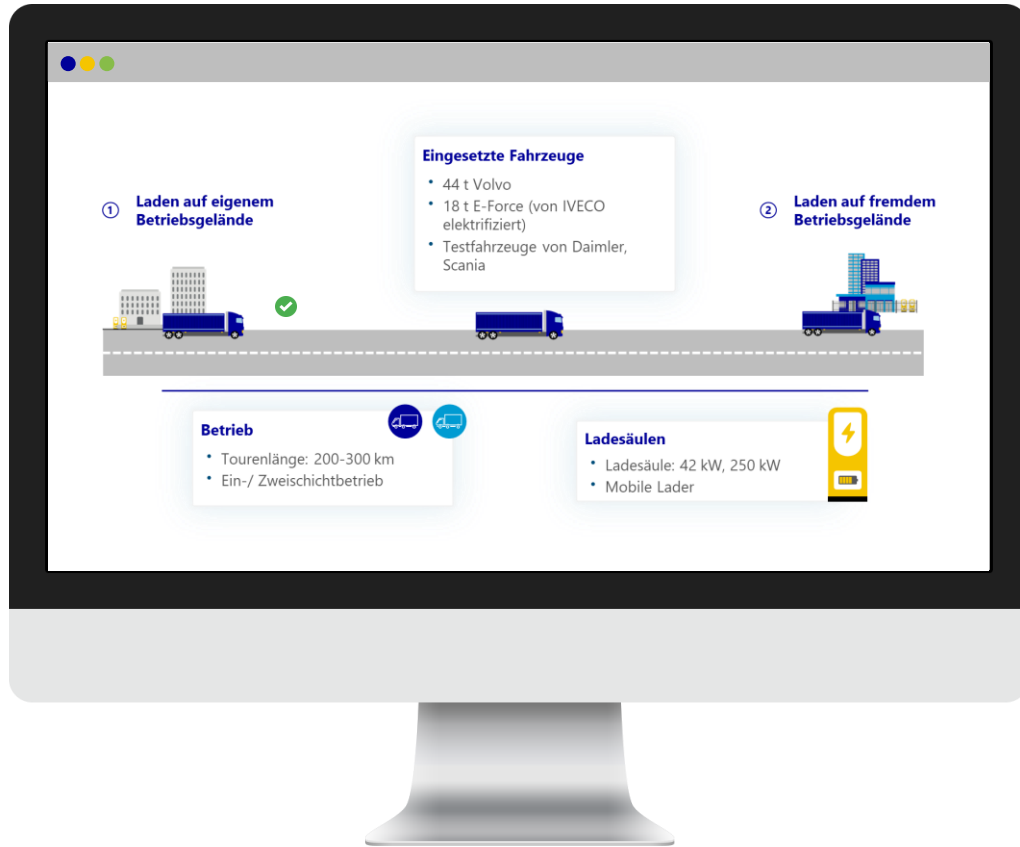 Eingesetzte Fahrzeuge
• 44 t Volvo
• 18 t E-Force (von IVECO
elektrifiziert)
• Testfahrzeuge von Daimler,
Scania
① Laden auf eigenem
Betriebsgelände
② Laden auf fremdem
Betriebsgelände
Betrieb
• Tourenlänge: 200-300 km
• Ein-/ Zweischichtbetrieb
Ladesäulen
• Ladesäule: 42 kW, 250 kW
• Mobile Lader